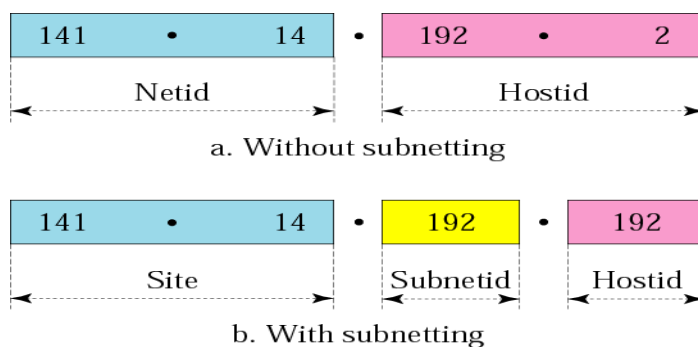 141 • 14 • 192 • 2
Netid Hostid
a. Without subnetting
141 • 14 • 192 • 192
Site Subnetid Hostid
b. With subnetting